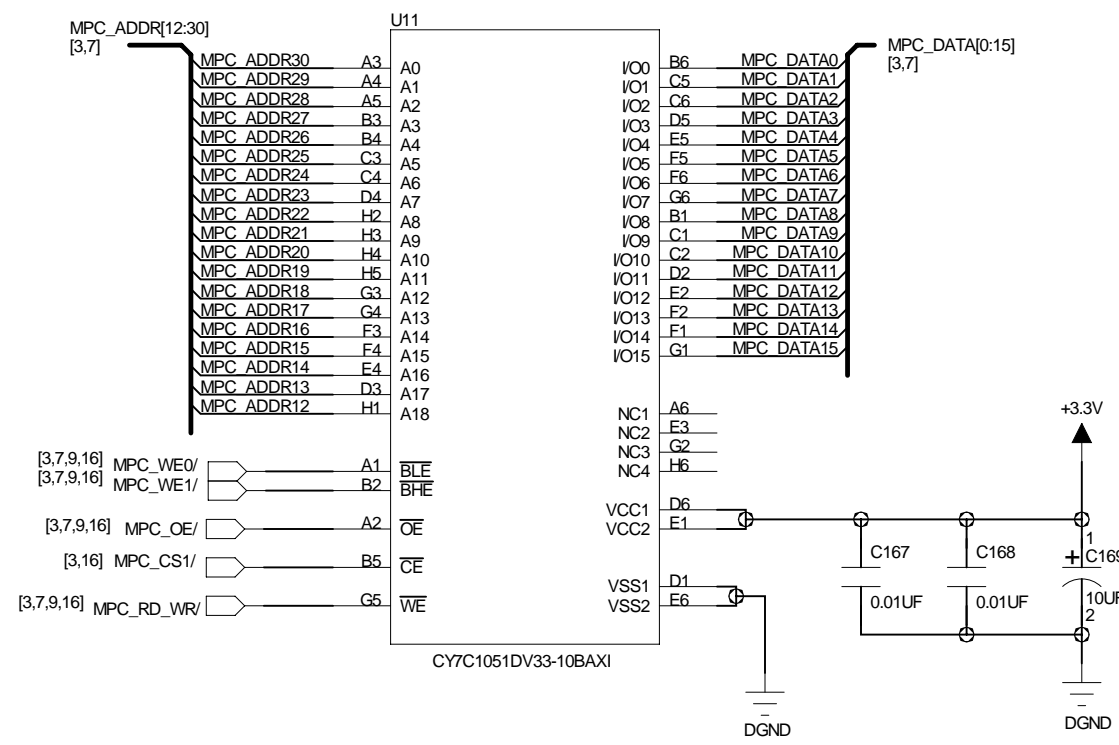 U11
MPC_ADDR[12:30]
[3,7]
MPC_DATA[0:15]
[3,7]
MPC_ADDR30 A3 A0 I/O0 B6 MPC_DATA0
MPC_ADDR29 A4 A1 I/O1 C5 MPC_DATA1
MPC_ADDR28 A5 A2 I/O2 C6 MPC_DATA2
MPC_ADDR27 B3 A3 I/O3 D5 MPC_DATA3
MPC_ADDR26 B4 A4 I/O4 E5 MPC_DATA4
MPC_ADDR25 C3 A5 I/O5 F5 MPC_DATA5
MPC_ADDR24 C4 A6 I/O6 F6 MPC_DATA6
MPC_ADDR23 D4 A7 I/O7 G6 MPC_DATA7
MPC_ADDR22 H2 A8 I/O8 B1 MPC_DATA8
MPC_ADDR21 H3 A9 I/O9 C1 MPC_DATA9
MPC_ADDR20 H4 A10 I/O10 C2 MPC_DATA10
MPC_ADDR19 H5 A11 I/O11 D2 MPC_DATA11
MPC_ADDR18 G3 A12 I/O12 E2 MPC_DATA12
MPC_ADDR17 G4 A13 I/O13 F2 MPC_DATA13
MPC_ADDR16 F3 A14 I/O14 F1 MPC_DATA14
MPC_ADDR15 F4 A15 I/O15 G1 MPC_DATA15
MPC_ADDR14 E4 A16
MPC_ADDR13 D3 A17
MPC_ADDR12 H1 A18
NC1 A6
NC2 E3
NC3 G2
NC4 H6
+3.3V
[3,7,9,16] MPC_WE0/ A1 BLE
[3,7,9,16] MPC_WE1/ B2 BHE
[3,7,9,16] MPC_OE/ A2 OE
[3,16] MPC_CS1/ B5 CE
[3,7,9,16] MPC_RD_WR/ G5 WE
VCC1 D6
VCC2 E1
VSS1 D1
VSS2 E6
C167
0.01UF
C168
0.01UF
1
+ C169
10UF
2
CY7C1051DV33-10BAXI
DGND
DGND